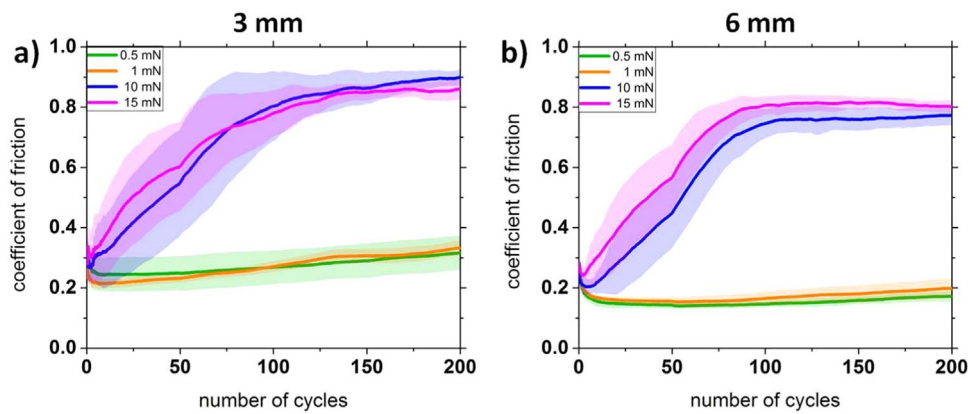 3 mm
6 mm
a)
b)
0.5 mN
1 mN
10 mN
15 mN
0.5 mN
1 mN
10 mN
15 mN
coefficient of friction
1.0
0.8
0.6
0.4
0.2
0.0
0
50
100
150
200
number of cycles
coefficient of friction
1.0
0.8
0.6
0.4
0.2
0.0
0
50
100
150
200
number of cycles